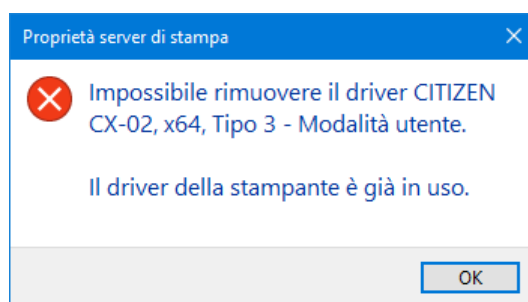 Proprietà server di stampa
Impossibile rimuovere il driver CITIZEN
CX-02, x64, Tipo 3 - Modalità utente.
Il driver della stampante è già in uso.
OK